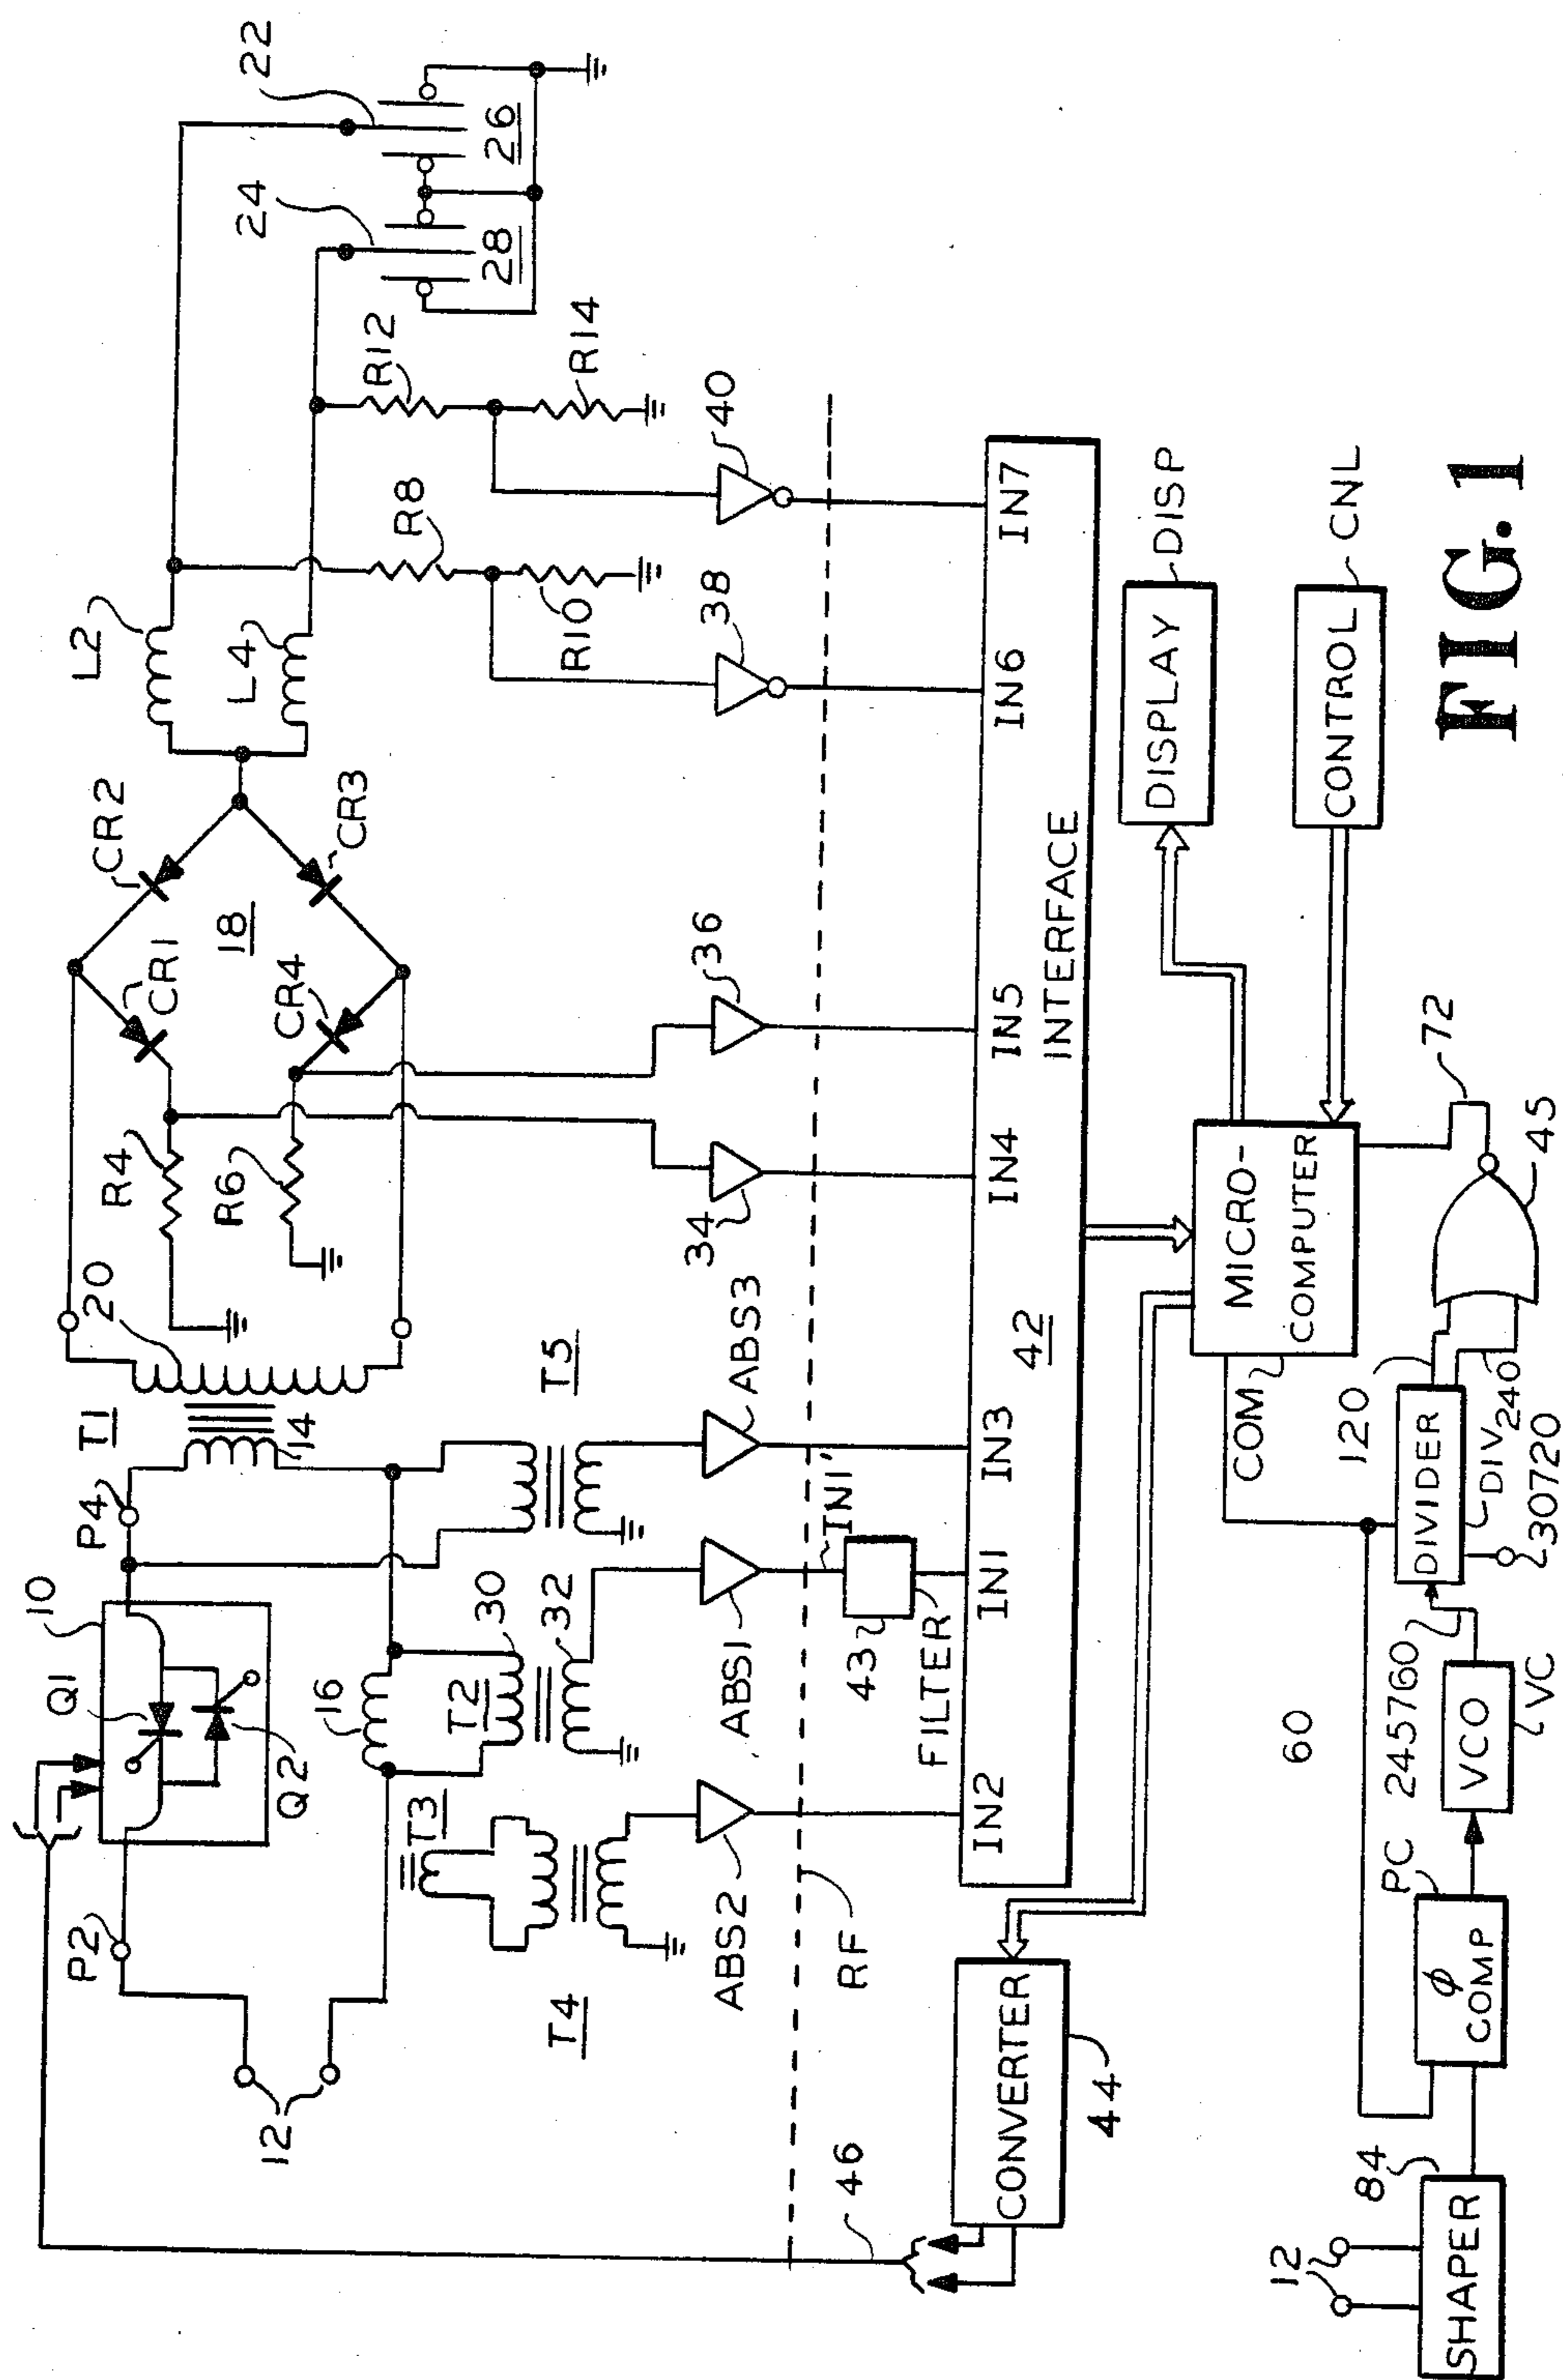 22
24
26
28
L2
L4
R12
R14
R8
R10
40
38
CR2
CR3
18
CR1
CR4
R4
R6
20
36
34
T1
14
P4
T5
ABS3
10
Q1
Q2
16
T2
30
32
ABS1
IN1'
43
FILTER
T3
P2
12
T4
ABS2
RF
46
IN2
IN1
IN3
42
IN4
IN5
INTERFACE
IN6
IN7
CONVERTER
44
DISPLAY
DISP
CONTROL
CNL
MICRO-
COMPUTER
COM
72
45
120
240
DIVIDER
DIV
30720
60
245760
VCO
VC
PC
ϕ
COMP
84
12
SHAPER
FIG. 1